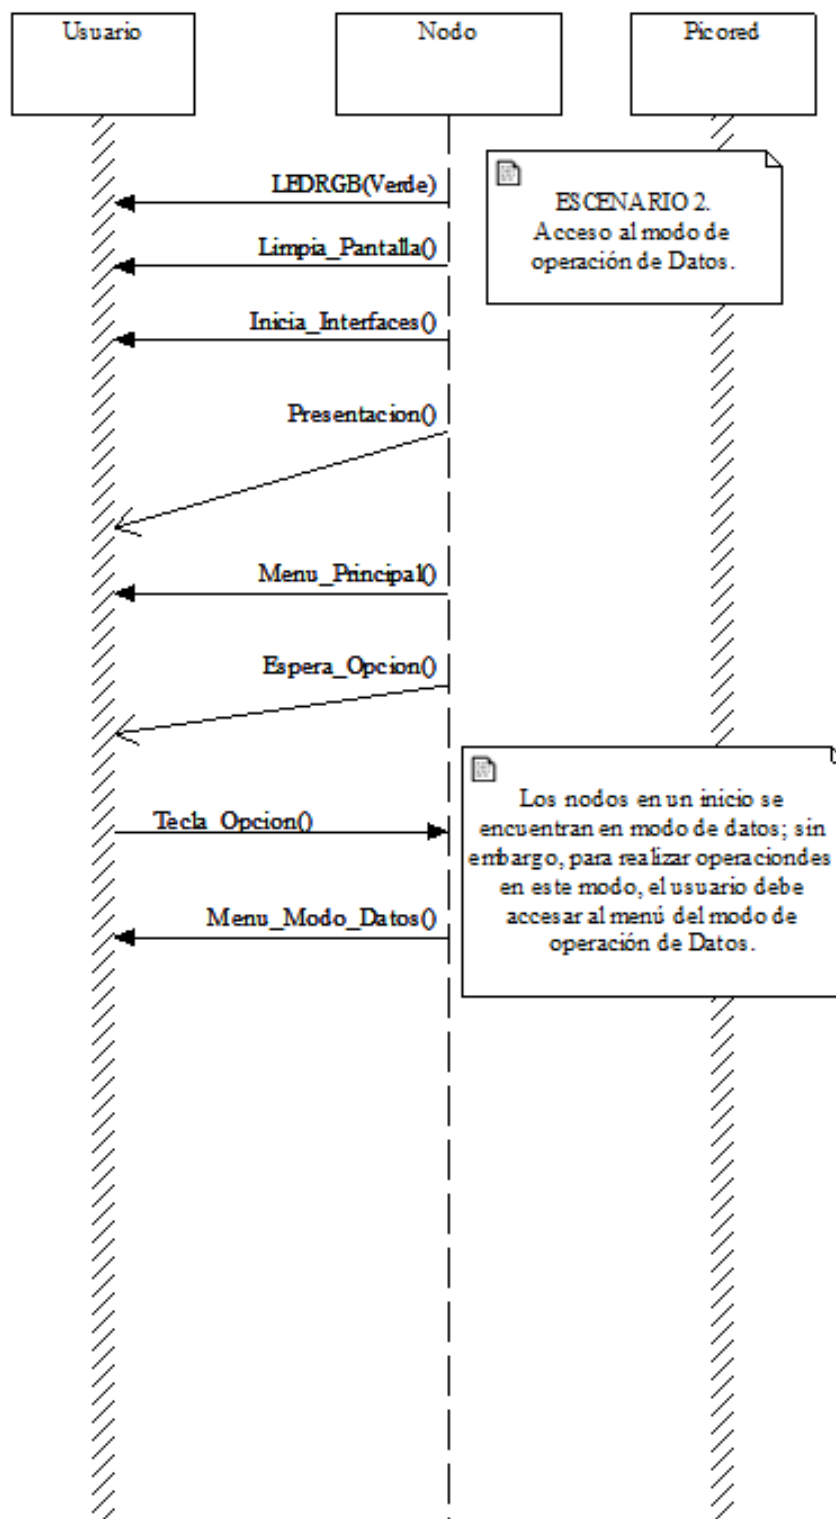 Usuario
Nodo
Picored
LEDRGB(Verde)
ESCENARIO 2.
Acceso al modo de
operación de Datos.
Limpia_Pantalla()
Inicia_Interfaces()
Presentacion()
Menu_Principal()
Espera_Opcion()
Los nodos en un inicio se
encuentran en modo de datos; sin
embargo, para realizar operaciondes
en este modo, el usuario debe
accesar al menú del modo de
operación de Datos.
Tecla_Opcion()
Menu_Modo_Datos()